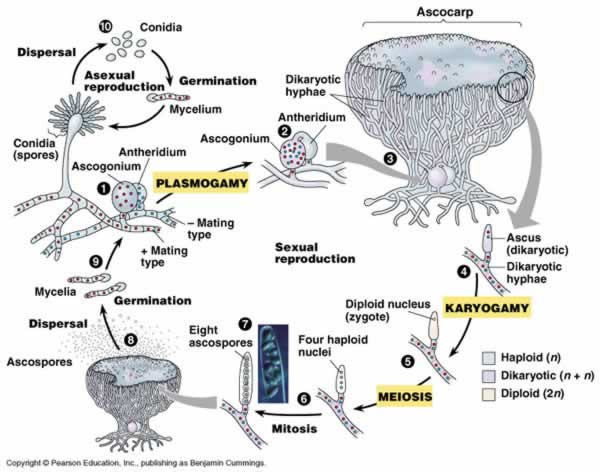 Ascocarp
10
Conidia
Dispersal
Asexual
reproduction
Germination
Mycelium
Conidia
(spores)
Ascogonium
Antheridium
1
PLASMOGAMY
– Mating
type
+ Mating
type
2
Antheridium
Ascogonium
Dikaryotic
hyphae
3
Sexual
reproduction
Ascus
(dikaryotic)
4
Dikaryotic
hyphae
KARYOGAMY
Diploid nucleus
(zygote)
5
MEIOSIS
Four haploid
nuclei
6
Mitosis
7
Eight
ascospores
8
Dispersal
Ascospores
9
Mycelia
Germination
Haploid (n)
Dikaryotic (n + n)
Diploid (2n)
Copyright © Pearson Education, Inc., publishing as Benjamin Cummings.